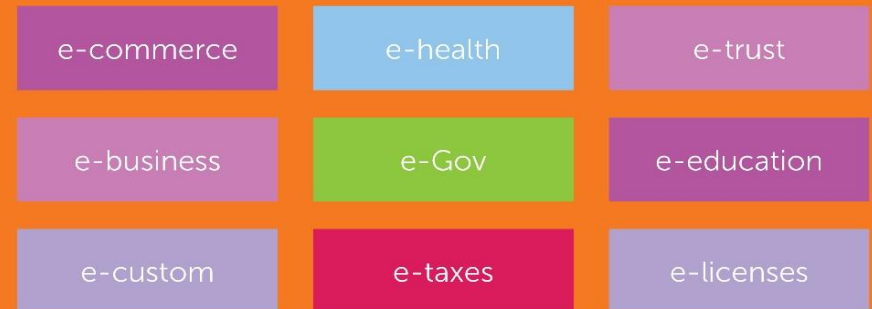 e-commerce
e-health
e-trust
e-business
e-Gov
e-education
e-custom
e-taxes
e-licenses